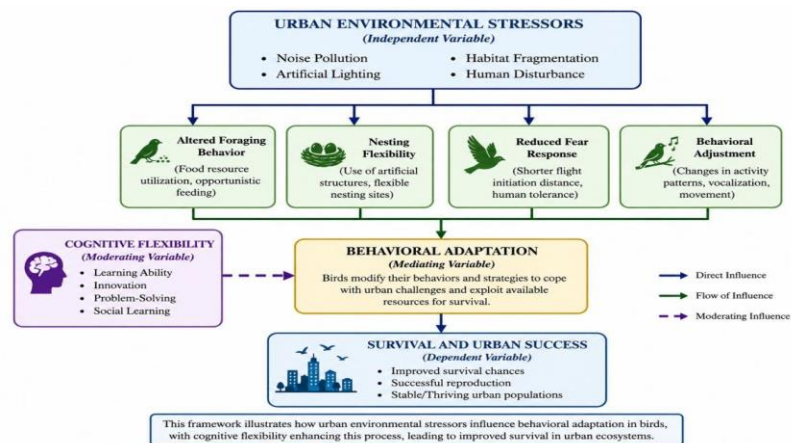 URBAN ENVIRONMENTAL STRESSORS
(Independent Variable)
• Noise Pollution
• Artificial Lighting
• Habitat Fragmentation
• Human Disturbance
Altered Foraging
Behavior
(Food resource
utilization, opportunistic
feeding)
Nesting
Flexibility
(Use of artificial
structures, flexible
nesting sites)
Reduced Fear
Response
(Shorter flight
initiation distance,
human tolerance)
Behavioral
Adjustment
(Changes in activity
patterns, vocalization,
movement)
COGNITIVE FLEXIBILITY
(Moderating Variable)
• Learning Ability
• Innovation
• Problem-Solving
• Social Learning
BEHAVIORAL ADAPTATION
(Mediating Variable)
Birds modify their behaviors and strategies to cope
with urban challenges and exploit available
resources for survival.
Direct Influence
Flow of Influence
Moderating Influence
SURVIVAL AND URBAN SUCCESS
(Dependent Variable)
• Improved survival chances
• Successful reproduction
• Stable/Thriving urban populations
This framework illustrates how urban environmental stressors influence behavioral adaptation in birds,
with cognitive flexibility enhancing this process, leading to improved survival in urban ecosystems.